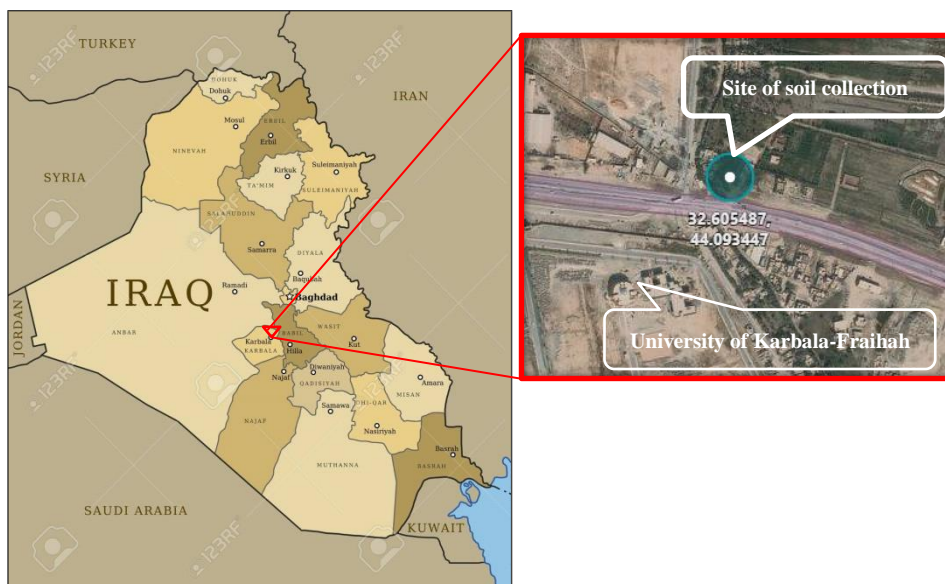 TURKEY
IRAN
SYRIA
JORDAN
SAUDI ARABIA
KUWAIT
IRAQ
DOHUK
Dohuk
Mosul
NINEVAH
ERBIL
Erbil
Kirkuk
TA'MIM
Suleimaniyah
SULEIMANIYAH
SALAHUDDIN
Samarra
DIYALA
Baqubah
Ramadi
Baghdad
ANBAR
BABIL
Karbala
KARBALA
Hilla
WASIT
Kut
Najaf
Diwaniyah
QADISIYAH
Amara
MISAN
Samawa
DHI-QAR
Nasiriyah
NAJAF
MUTHANNA
Basrah
BASRAH
123RF
Site of soil collection
32.605487,
44.093447
University of Karbala-Fraihah